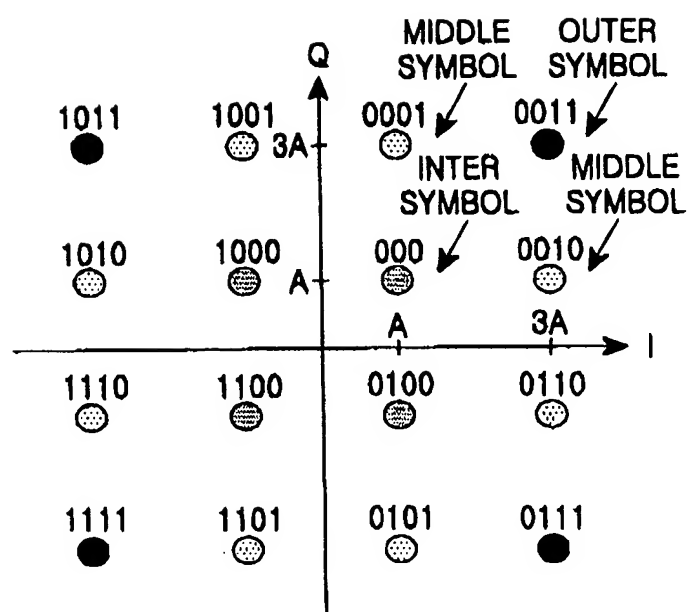 MIDDLE SYMBOL
OUTER SYMBOL
Q
1011 1001 0001 0011
3A
INTER SYMBOL
MIDDLE SYMBOL
1010 1000 000 0010
A
A 3A
I
1110 1100 0100 0110
1111 1101 0101 0111